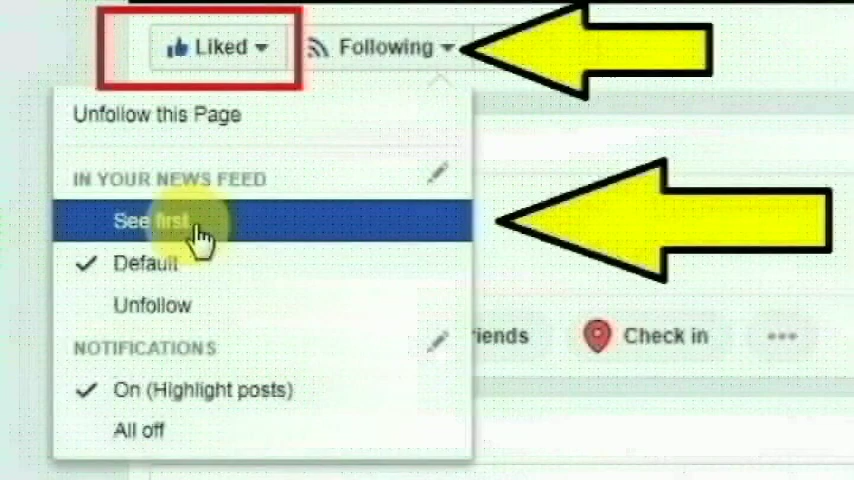 Liked
Following
Unfollow this Page
IN YOUR NEWS FEED
See first
Default
Unfollow
riends
Check in
NOTIFICATIONS
On (Highlight posts)
All off